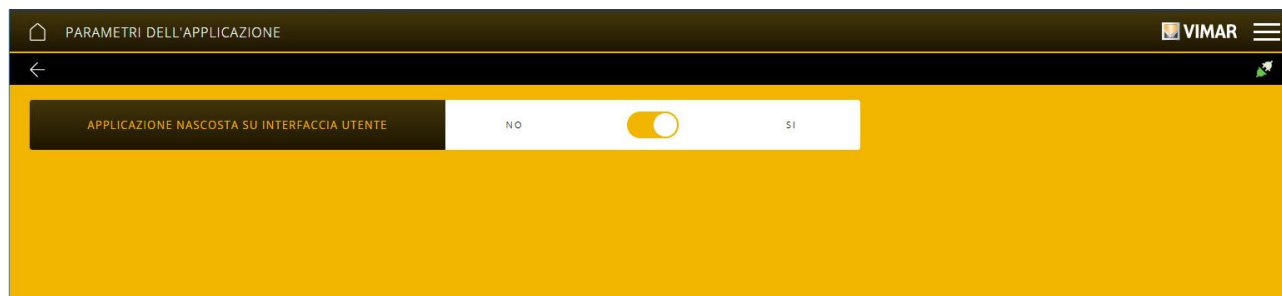 PARAMETRI DELL'APPLICAZIONE
VIMAR
APPLICAZIONE NASCOSTA SU INTERFACCIA UTENTE
NO
SI